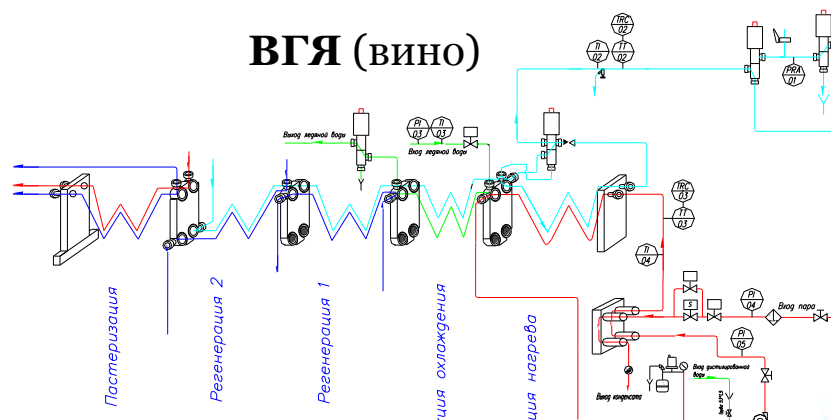 ВГЯ (вино)
TRC
02
TI
02
TT
02
PRA
01
Выход ледяной воды
PI
03
TI
03
Вход ледяной воды
TRC
03
TT
03
TI
04
S
PI
04
Вход пара
PI
05
Вход дистилированной
воды
Выход конденсата
Пастеризация
Регенерация 2
Регенерация 1
ция охлаждения
ция нагрева